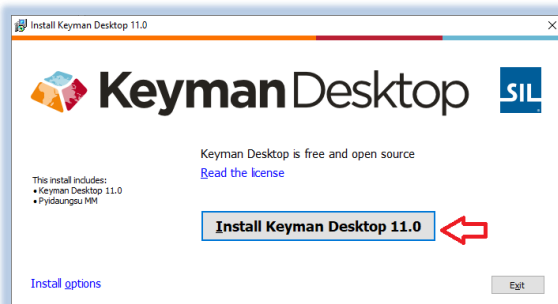 Install Keyman Desktop 11.0
Keyman Desktop
SIL
Keyman Desktop is free and open source
Read the license
This install includes:
• Keyman Desktop 11.0
• Pyidaungsu MM
Install Keyman Desktop 11.0
Install options
Exit